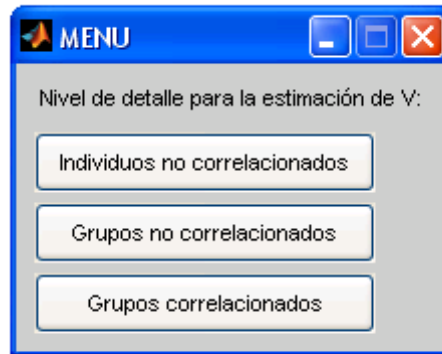 MENU
Nivel de detalle para la estimación de V:
Individuos no correlacionados
Grupos no correlacionados
Grupos correlacionados